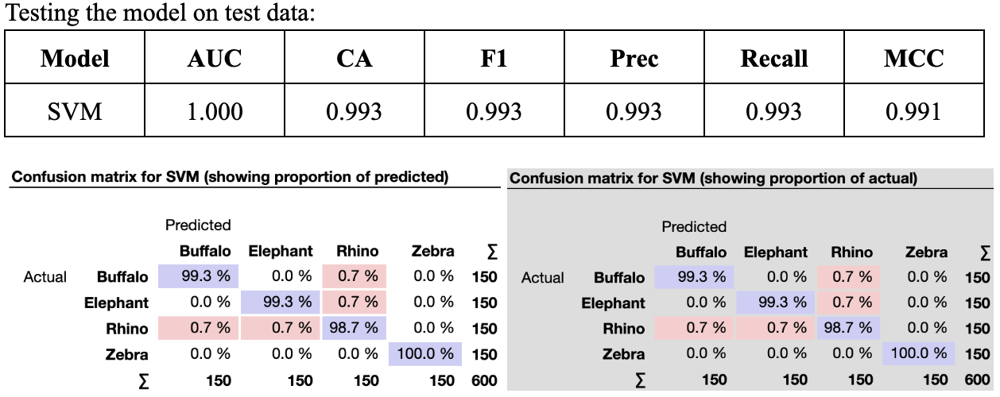 Testing the model on test data:
Model AUC CA F1 Prec Recall MCC
SVM 1.000 0.993 0.993 0.993 0.993 0.991
Confusion matrix for SVM (showing proportion of predicted)
Predicted
Buffalo Elephant Rhino Zebra ∑
Actual Buffalo 99.3 % 0.0 % 0.7 % 0.0 % 150
Elephant 0.0 % 99.3 % 0.7 % 0.0 % 150
Rhino 0.7 % 0.7 % 98.7 % 0.0 % 150
Zebra 0.0 % 0.0 % 0.0 % 100.0 % 150
∑ 150 150 150 150 600
Confusion matrix for SVM (showing proportion of actual)
Predicted
Buffalo Elephant Rhino Zebra ∑
Actual Buffalo 99.3 % 0.0 % 0.7 % 0.0 % 150
Elephant 0.0 % 99.3 % 0.7 % 0.0 % 150
Rhino 0.7 % 0.7 % 98.7 % 0.0 % 150
Zebra 0.0 % 0.0 % 0.0 % 100.0 % 150
∑ 150 150 150 150 600